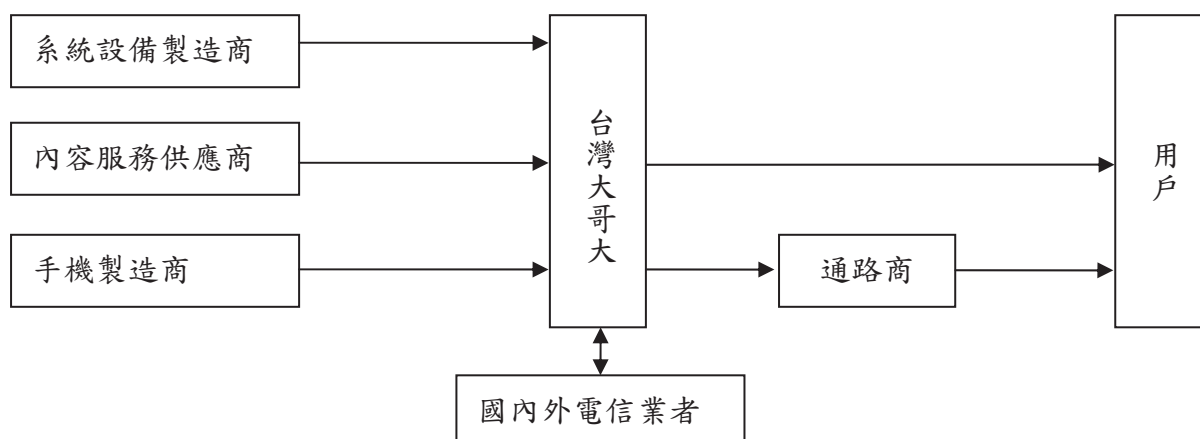 系統設備製造商
內容服務供應商
手機製造商
台灣大哥大
通路商
用戶
國內外電信業者